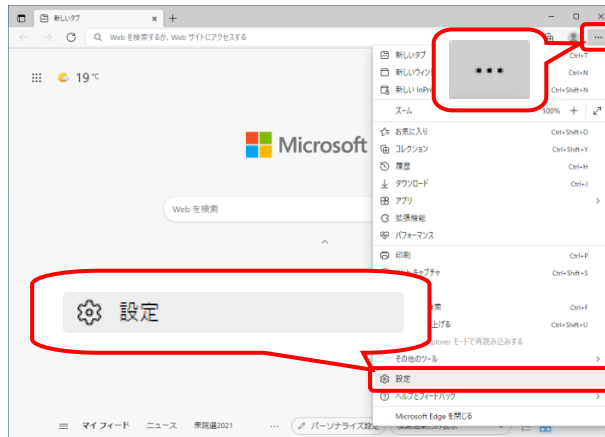 新しいタブ
Web を検索するか、Web サイトにアクセスする
19 ℃
Microsoft
Web を検索
新しいタブ Ctrl+T
新しいウィン Ctrl+N
新しい InPri Ctrl+Shift+N
ズーム 100%
お気に入り Ctrl+Shift+O
コレクション Ctrl+Shift+Y
履歴 Ctrl+H
ダウンロード Ctrl+J
アプリ
拡張機能
パフォーマンス
印刷 Ctrl+P
キャプチャ Ctrl+Shift+S
索 Ctrl+F
上げる Ctrl+Shift+U
plorer モードで再読み込みする
その他のツール
設定
設定
ヘルプとフィードバック
Microsoft Edge を閉じる
マイ フィード ニュース 衆院選2021 … パーソナライズ設定